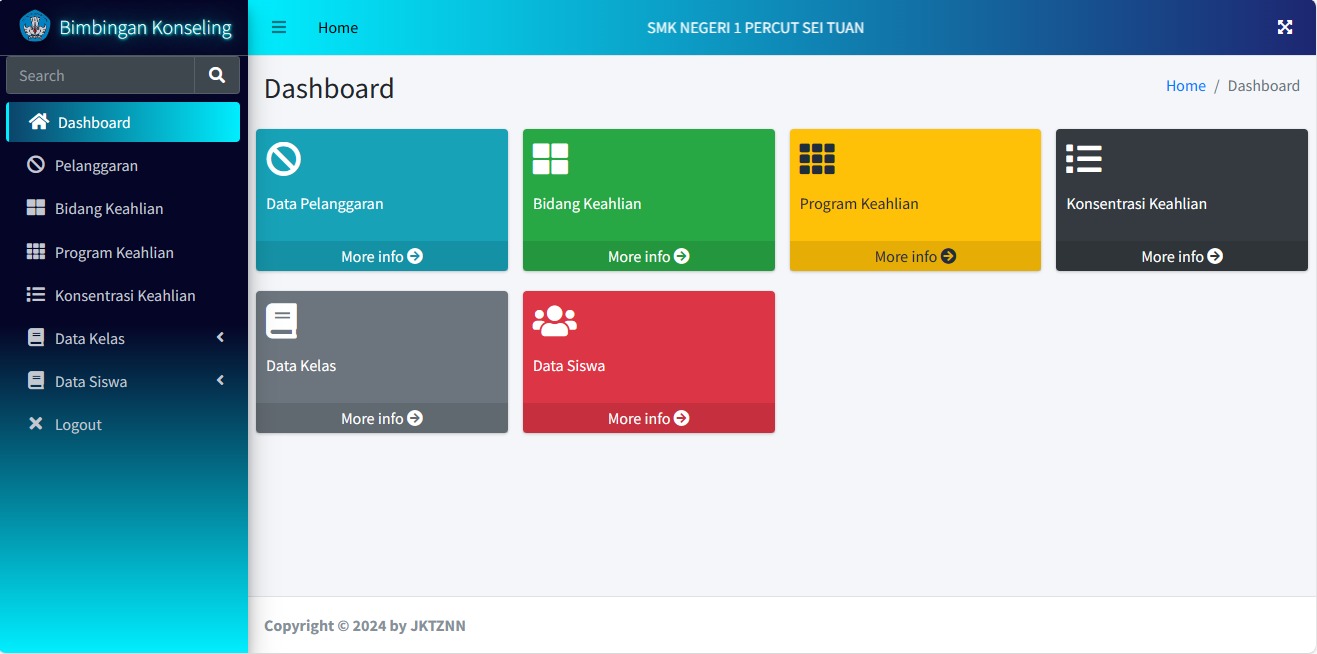 Bimbingan Konseling
Home
SMK NEGERI 1 PERCUT SEI TUAN
Search
Dashboard
Pelanggaran
Bidang Keahlian
Program Keahlian
Konsentrasi Keahlian
Data Kelas
Data Siswa
Logout
Dashboard
Home / Dashboard
Data Pelanggaran
More info
Bidang Keahlian
More info
Program Keahlian
More info
Konsentrasi Keahlian
More info
Data Kelas
More info
Data Siswa
More info
Copyright © 2024 by JKTZNN